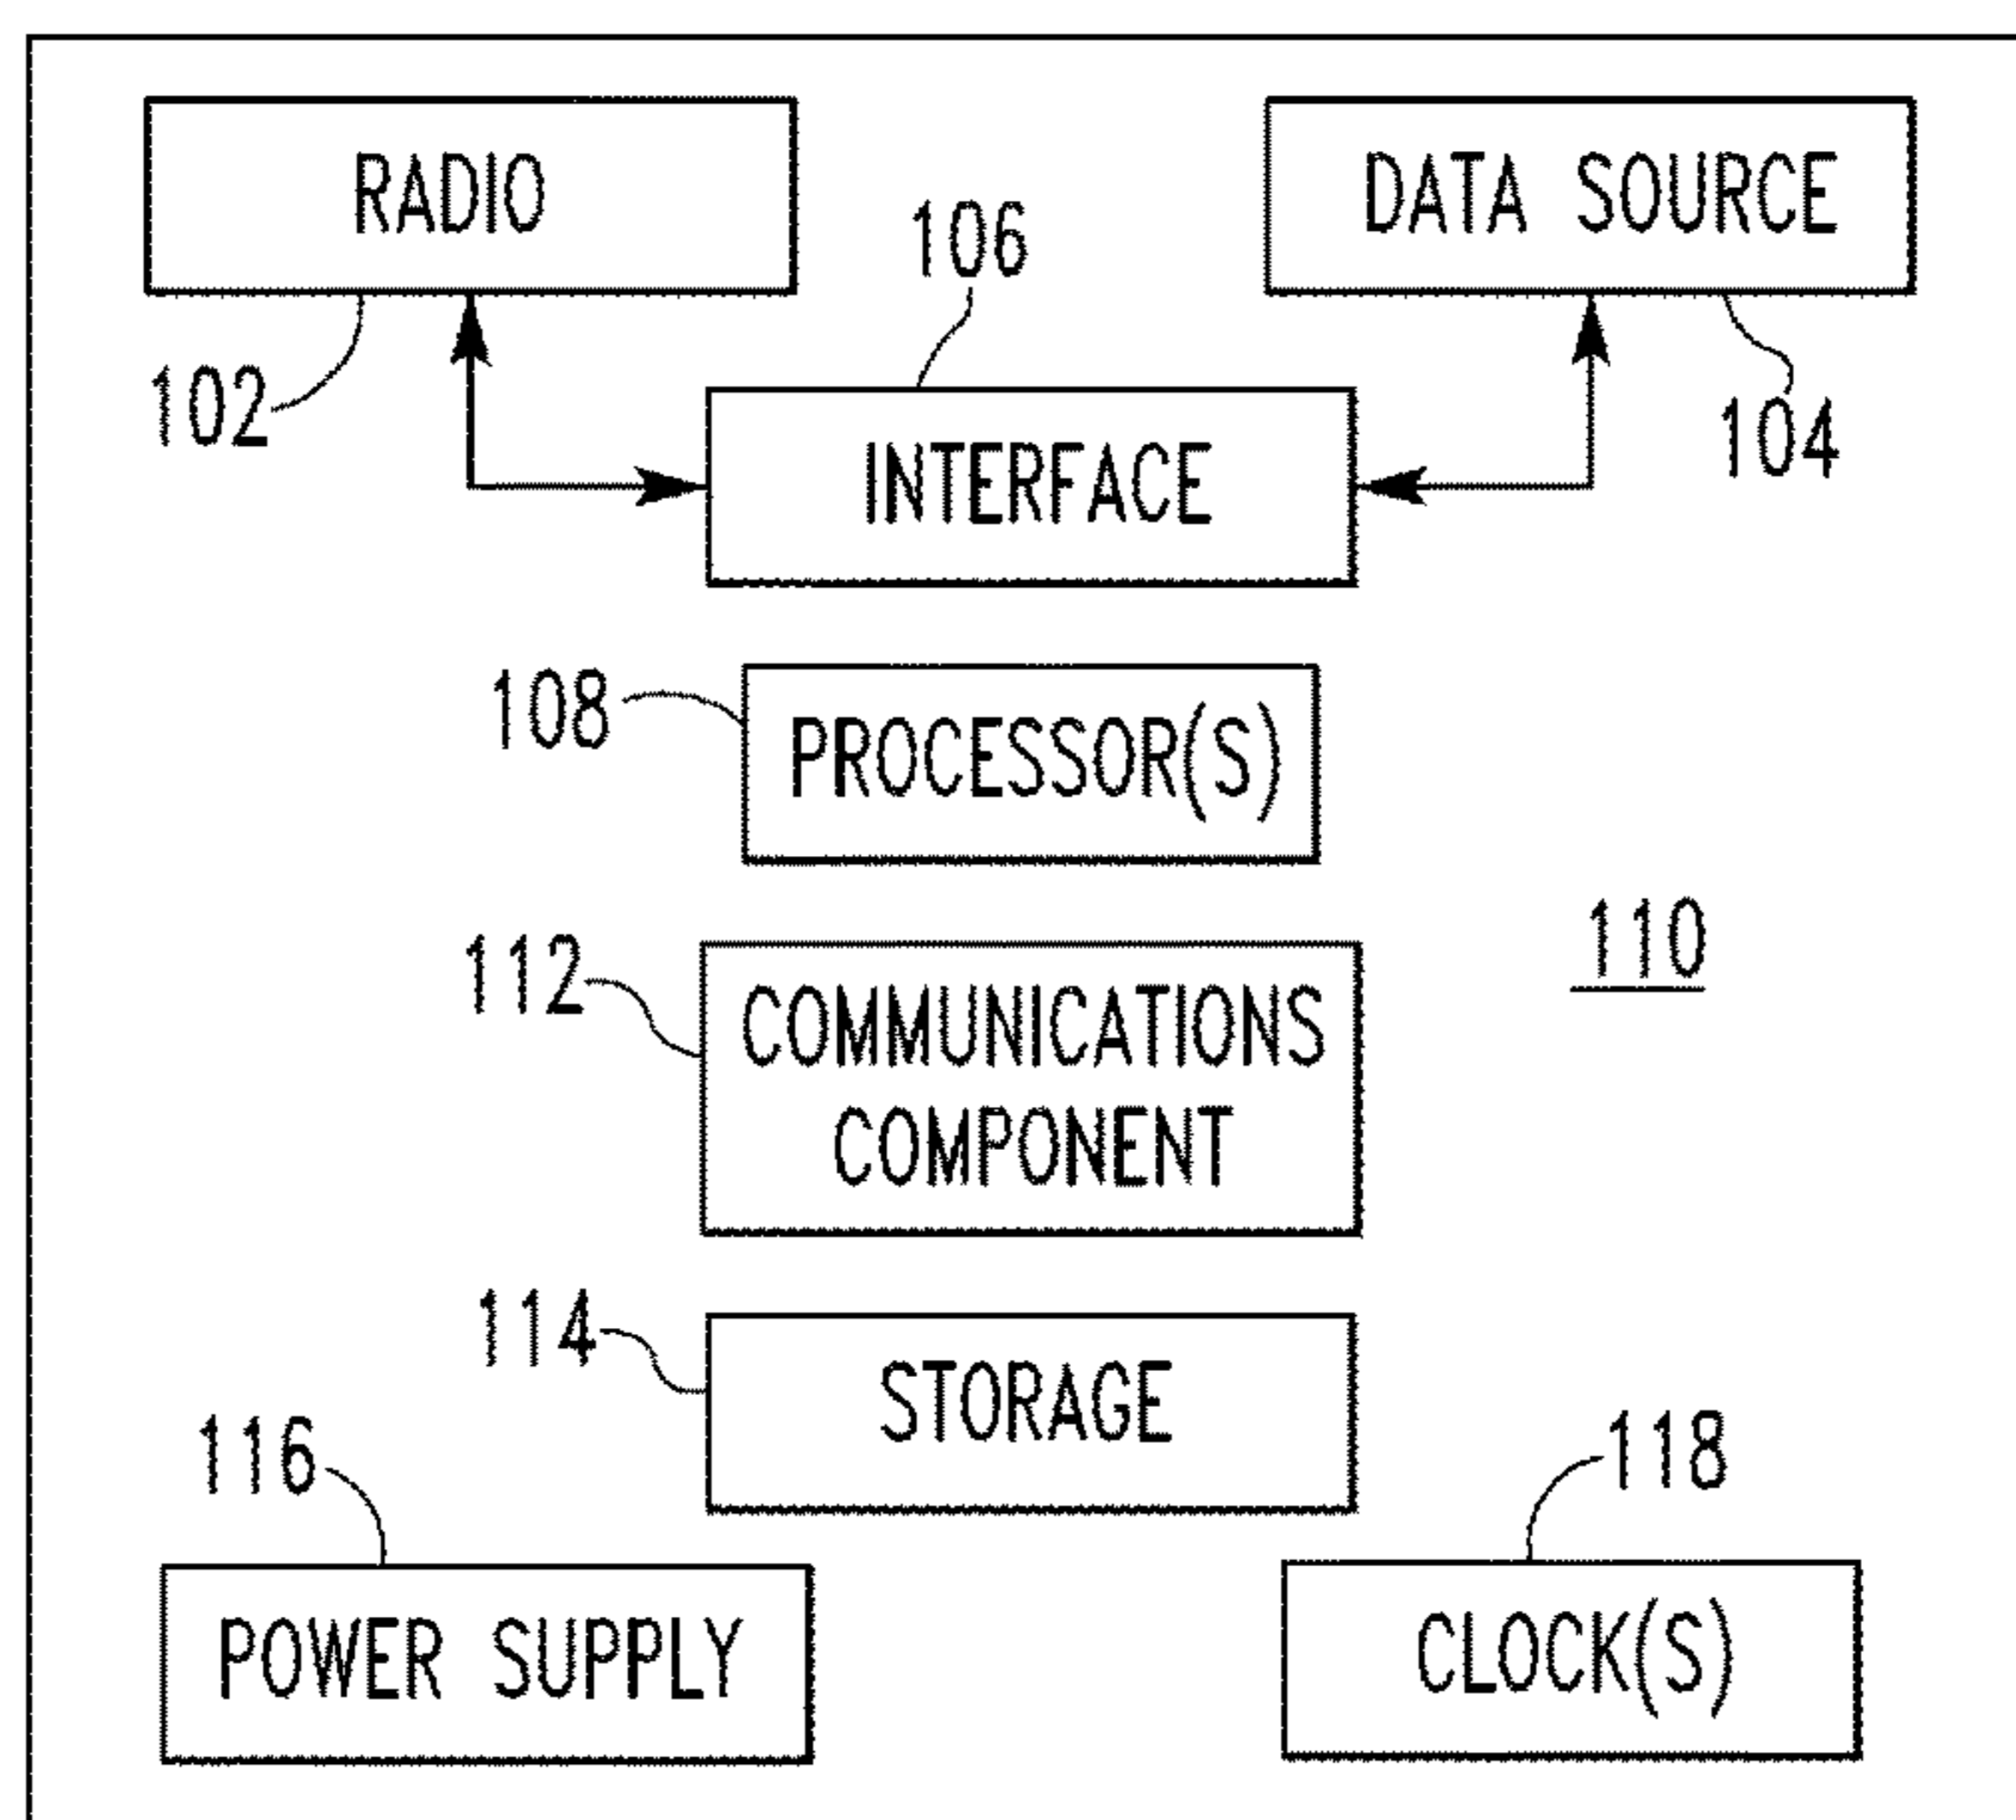 RADIO
DATA SOURCE
106
102
104
INTERFACE
108
PROCESSOR(S)
110
112
COMMUNICATIONS
COMPONENT
114
STORAGE
116
118
POWER SUPPLY
CLOCK(S)